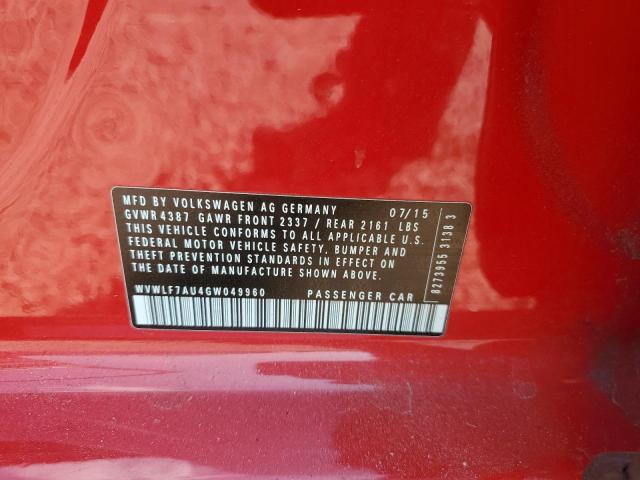 MFD BY VOLKSWAGEN AG GERMANY 07/15
GVWR 4387 GAWR FRONT 2337 / REAR 2161 LBS
THIS VEHICLE CONFORMS TO ALL APPLICABLE U.S.
FEDERAL MOTOR VEHICLE SAFETY, BUMPER AND
THEFT PREVENTION STANDARDS IN EFFECT ON THE
DATE OF MANUFACTURE SHOWN ABOVE.
WVWLF7AU4GW049960 PASSENGER CAR
8273955 3138 3